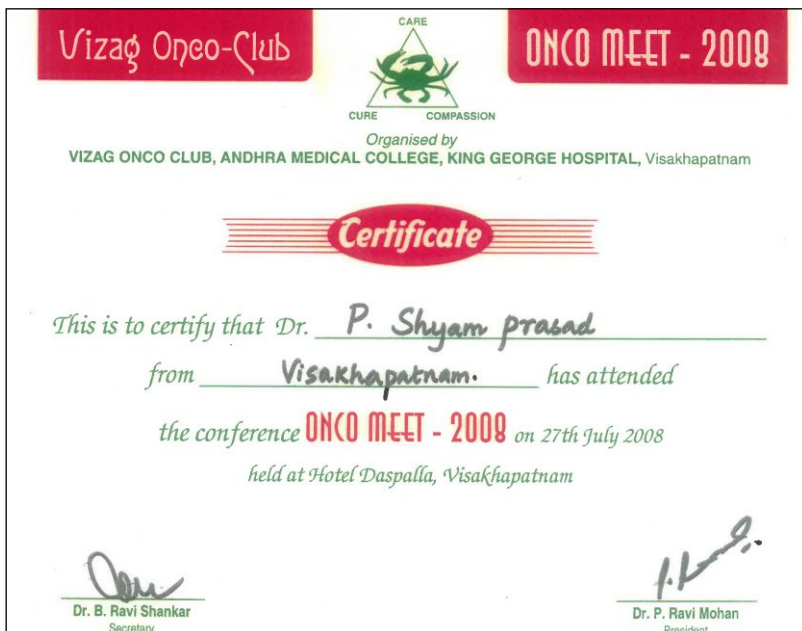 Vizag Onco-Club
CARE
ONCO MEET - 2008
CURE COMPASSION
Organised by
VIZAG ONCO CLUB, ANDHRA MEDICAL COLLEGE, KING GEORGE HOSPITAL, Visakhapatnam
Certificate
This is to certify that Dr. P. Shyam prasad
from Visakhapatnam. has attended
the conference ONCO MEET - 2008 on 27th July 2008
held at Hotel Daspalla, Visakhapatnam
Dr. B. Ravi Shankar
Secretary
Dr. P. Ravi Mohan
President